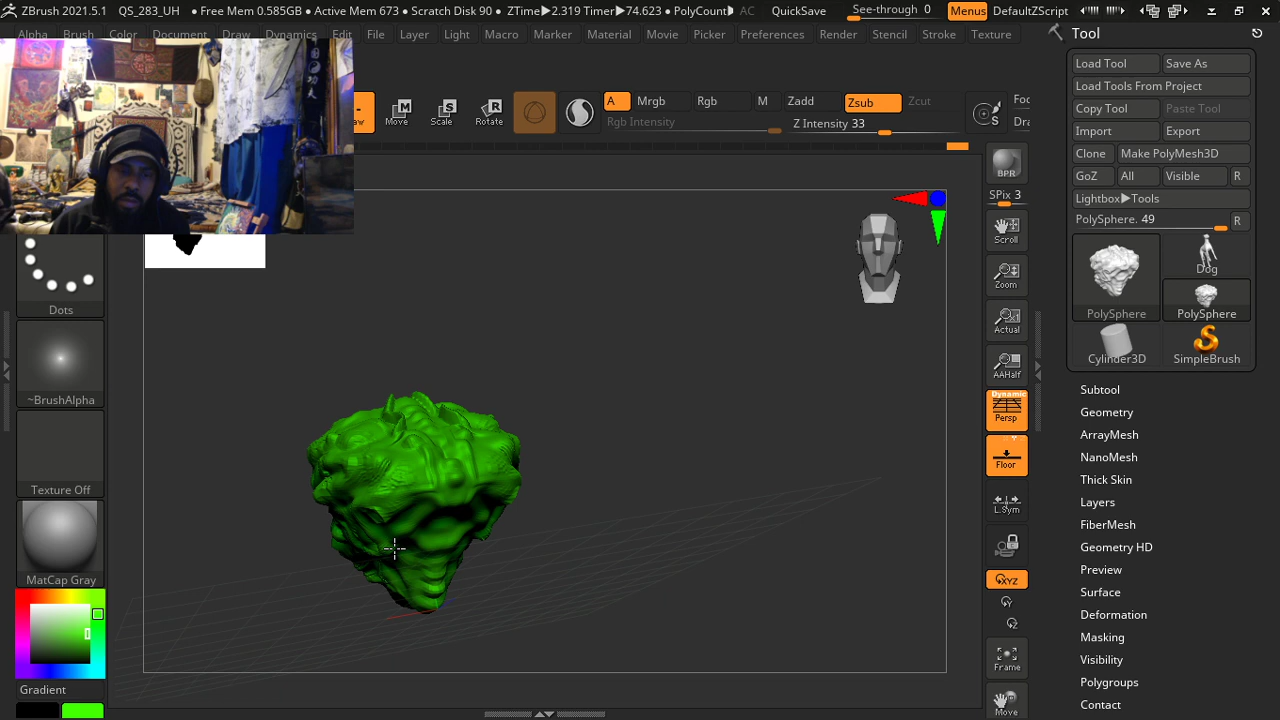 ZBrush 2021.5.1 QS_283_UH • Free Mem 0.585GB • Active Mem 673 • Scratch Disk 90 • ZTime▶2.319 Timer▶74.623 • PolyCount▶ AC QuickSave See-through 0 Menus DefaultZScript
Alpha Brush Color Document Draw Dynamics Edit File Layer Light Macro Marker Material Movie Picker Preferences Render Stencil Stroke Texture
Tool
Load Tool Save As
Load Tools From Project
Copy Tool Paste Tool
Import Export
Clone Make PolyMesh3D
GoZ All Visible R
Lightbox▶Tools
PolySphere. 49 R
Dog
PolySphere PolySphere
Cylinder3D SimpleBrush
Subtool
Geometry
ArrayMesh
NanoMesh
Thick Skin
Layers
FiberMesh
Geometry HD
Preview
Surface
Deformation
Masking
Visibility
Polygroups
Contact
Move Scale Rotate
A Mrgb Rgb M Zadd Zsub Zcut
Rgb Intensity Z Intensity 33
Foc
Dra
BPR
SPix 3
Scroll
Zoom
Actual
AAHalf
Dynamic
Persp
Floor
L.Sym
XYZ
Frame
Move
Dots
~BrushAlpha
Texture Off
MatCap Gray
Gradient